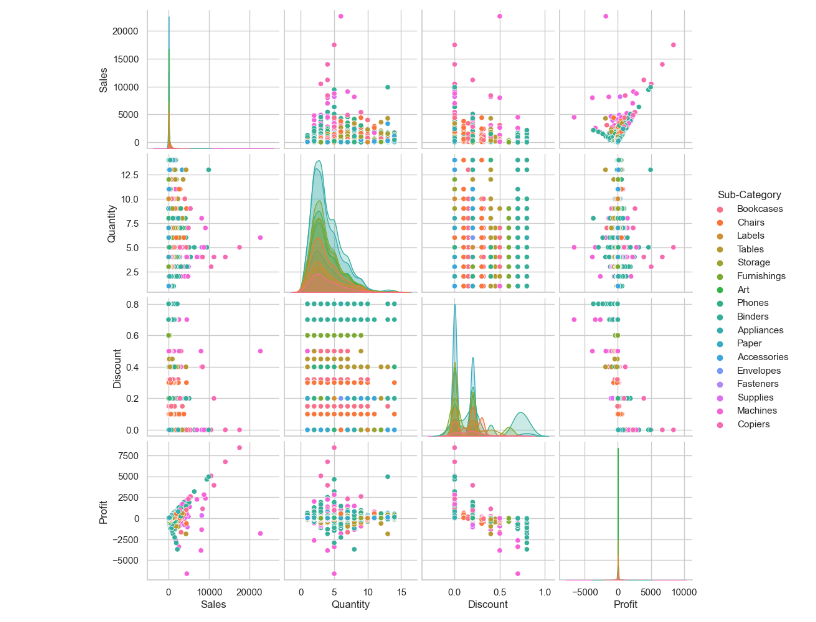 Sales
20000
15000
10000
5000
0
Quantity
12.5
10.0
7.5
5.0
2.5
Discount
0.8
0.6
0.4
0.2
0.0
Profit
7500
5000
2500
0
−2500
−5000
0 10000 20000
Sales
0 5 10 15
Quantity
0.0 0.5 1.0
Discount
−5000 0 5000 10000
Profit
Sub-Category
Bookcases
Chairs
Labels
Tables
Storage
Furnishings
Art
Phones
Binders
Appliances
Paper
Accessories
Envelopes
Fasteners
Supplies
Machines
Copiers